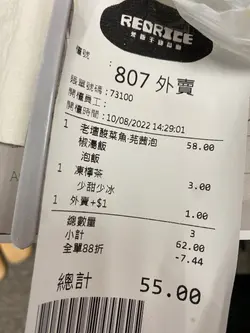 REDRICE
檯號：
807 外賣
賬單號碼：73100
開檯員工：
開檯時間：10/08/2022 14:29:01
1 老壇酸菜魚·芫茜泡 58.00
椒湯飯
泡飯
1 凍檸茶 3.00
少甜少冰
1 外賣+$1 1.00
總數量 3
小計 62.00
全單88折 -7.44
總計 55.00